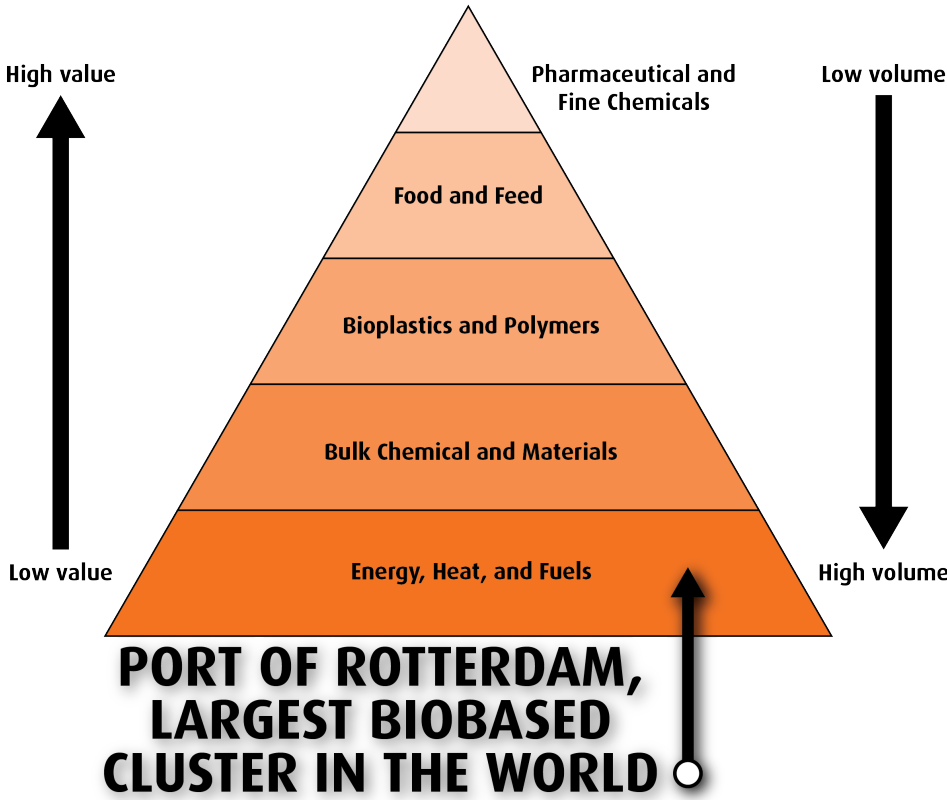 High value
Pharmaceutical and
Fine Chemicals
Low volume
Food and Feed
Bioplastics and Polymers
Bulk Chemical and Materials
Low value
Energy, Heat, and Fuels
High volume
PORT OF ROTTERDAM,
LARGEST BIOBASED
CLUSTER IN THE WORLD